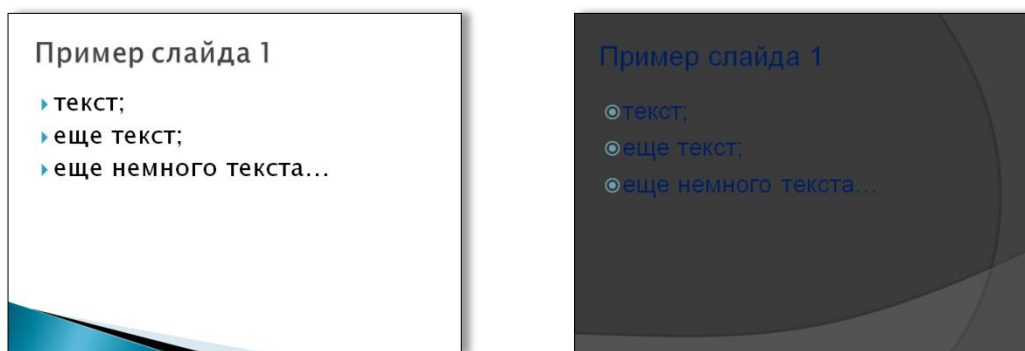 Пример слайда 1
текст;
еще текст;
еще немного текста...
Пример слайда 1
текст;
еще текст;
еще немного текста...